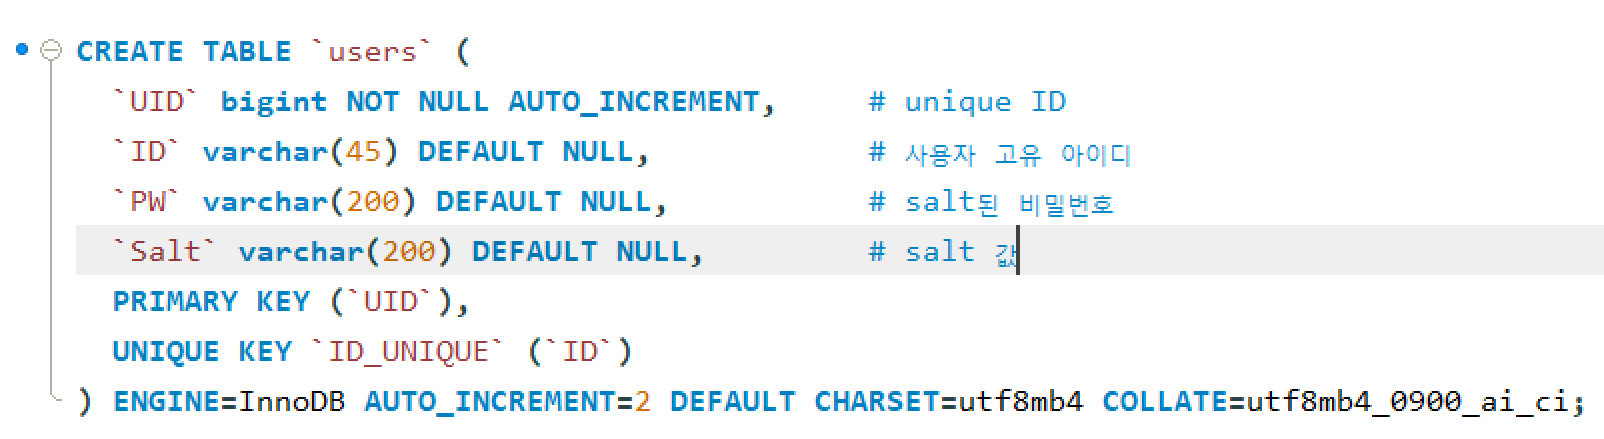 CREATE TABLE `users` (
`UID` bigint NOT NULL AUTO_INCREMENT, # unique ID
`ID` varchar(45) DEFAULT NULL, # 사용자 고유 아이디
`PW` varchar(200) DEFAULT NULL, # salt된 비밀번호
`Salt` varchar(200) DEFAULT NULL, # salt 값
PRIMARY KEY (`UID`),
UNIQUE KEY `ID_UNIQUE` (`ID`)
) ENGINE=InnoDB AUTO_INCREMENT=2 DEFAULT CHARSET=utf8mb4 COLLATE=utf8mb4_0900_ai_ci;